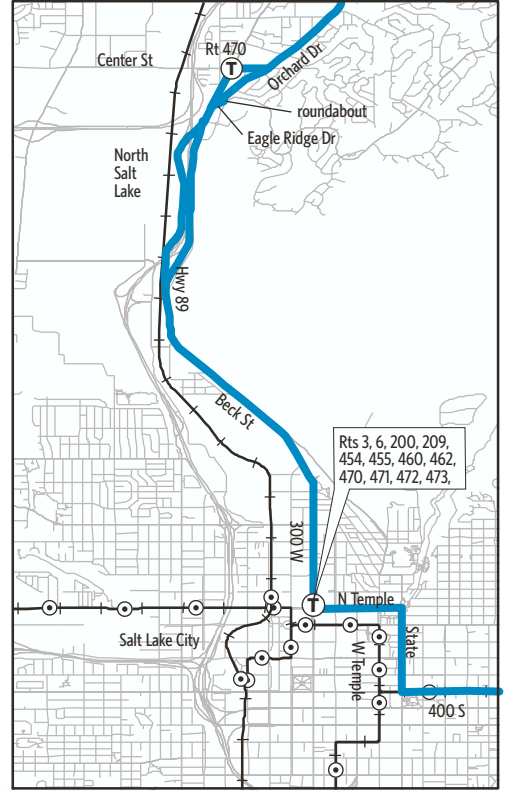 Rt 470
Center St
T
Orchard Dr
roundabout
Eagle Ridge Dr
North
Salt
Lake
Hwy 89
Beck St
Rts 3, 6, 200, 209,
454, 455, 460, 462,
470, 471, 472, 473,
300 W
T
N Temple
Salt Lake City
W Temple
State
400 S